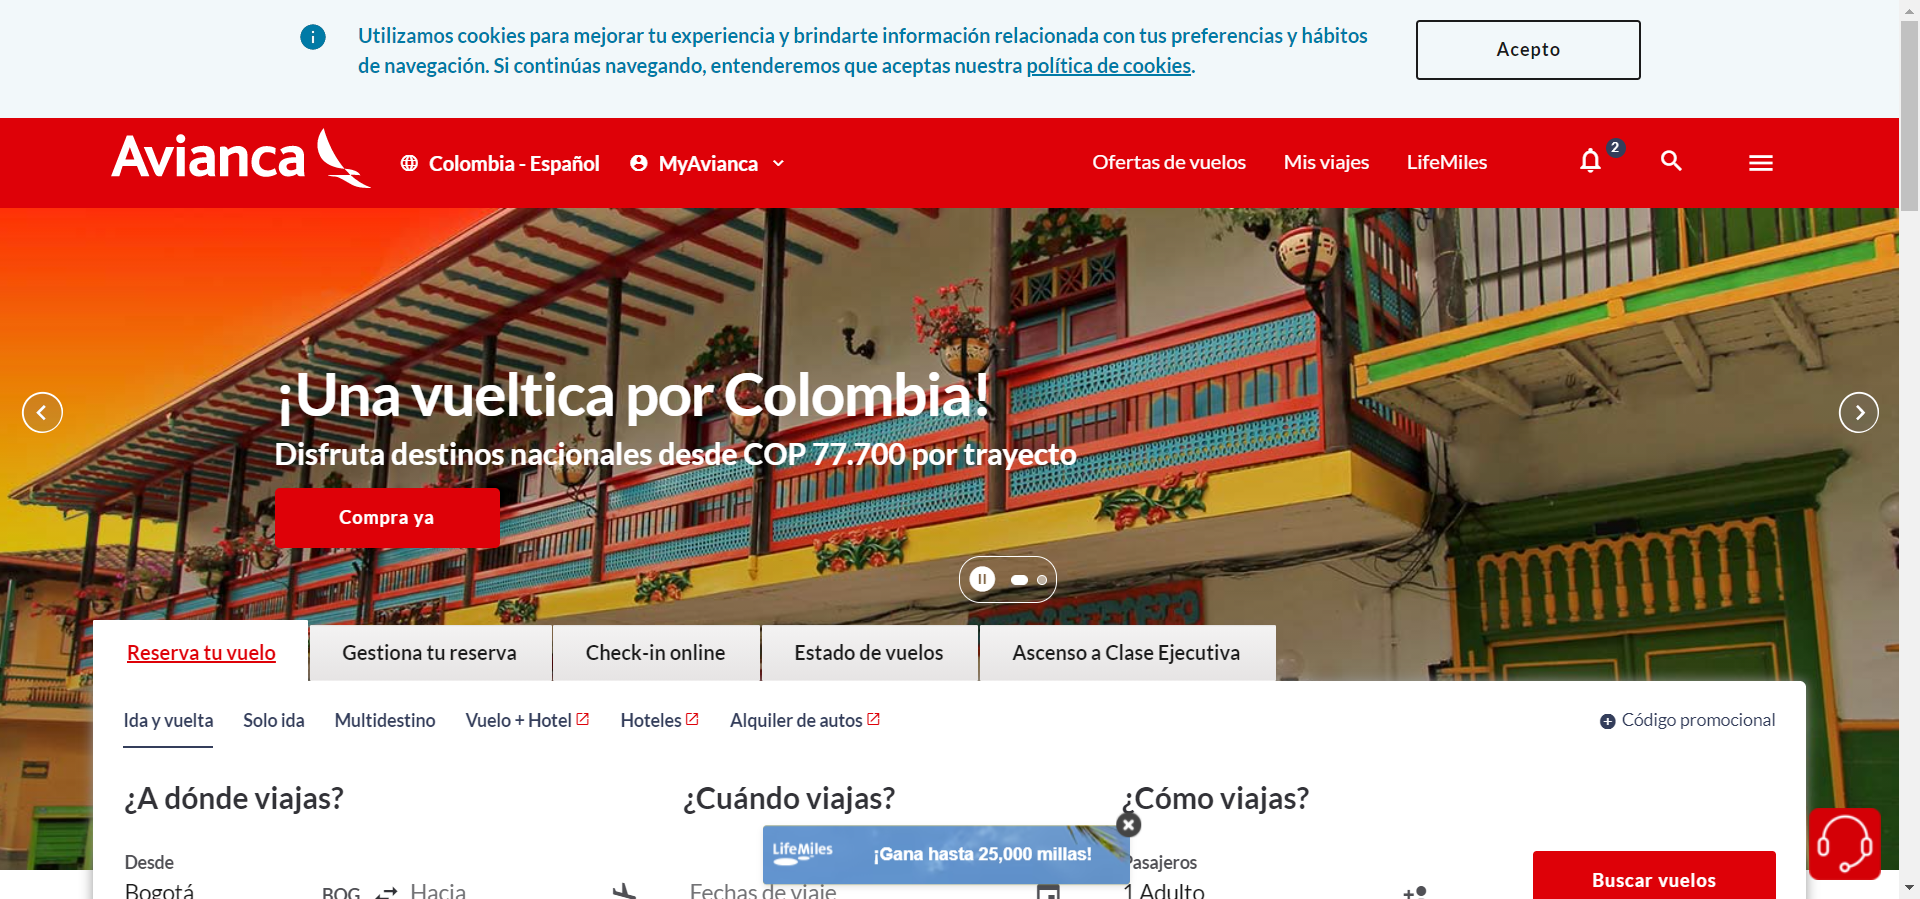 Utilizamos cookies para mejorar tu experiencia y brindarte información relacionada con tus preferencias y hábitos
de navegación. Si continúas navegando, entenderemos que aceptas nuestra política de cookies.
Acepto
Avianca
Colombia - Español
MyAvianca
Ofertas de vuelos
Mis viajes
LifeMiles
2
¡Una vueltica por Colombia!
Disfruta destinos nacionales desde COP 77.700 por trayecto
Compra ya
Reserva tu vuelo
Gestiona tu reserva
Check-in online
Estado de vuelos
Ascenso a Clase Ejecutiva
Ida y vuelta
Solo ida
Multidestino
Vuelo + Hotel
Hoteles
Alquiler de autos
Código promocional
¿A dónde viajas?
¿Cuándo viajas?
¿Cómo viajas?
LifeMiles
¡Gana hasta 25,000 millas!
Desde
Pasajeros
Bogotá
BOG
Hacia
Fechas de viaje
1 Adulto
Buscar vuelos